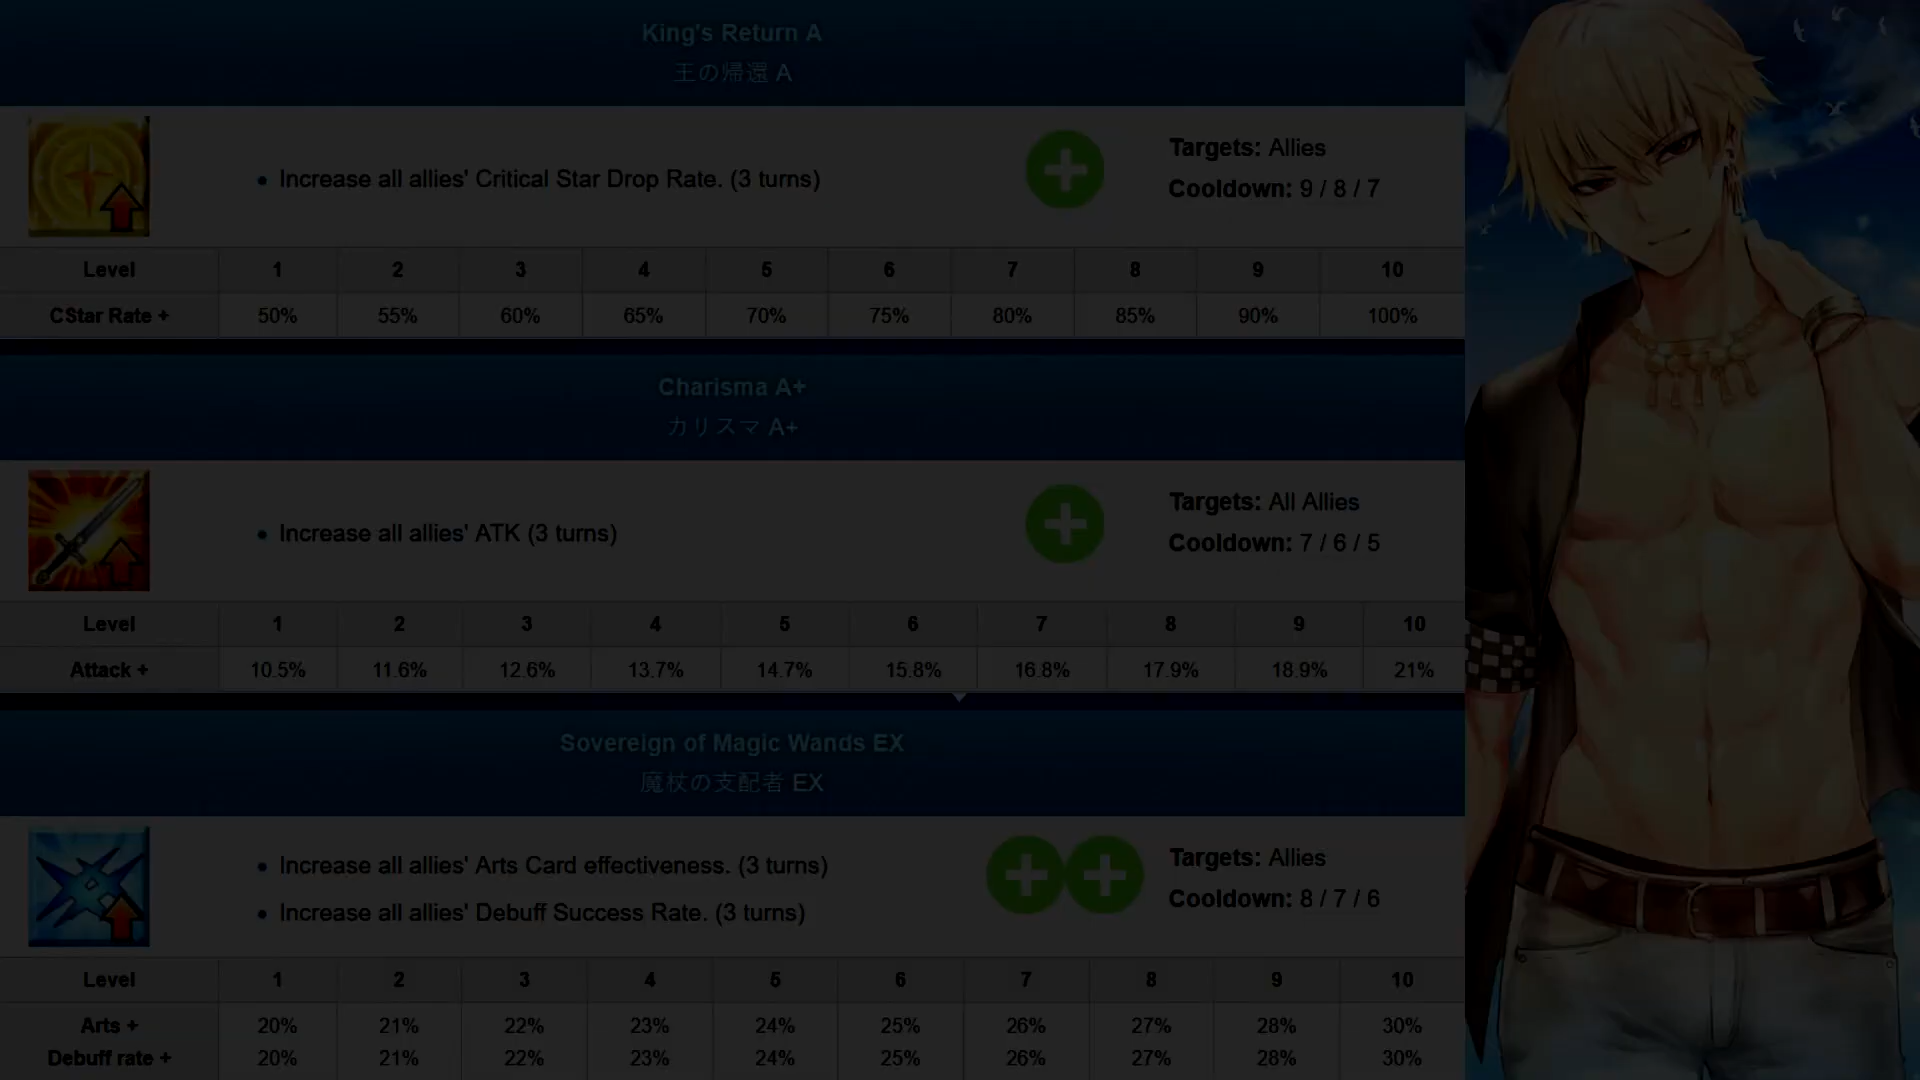 King's Return A
王の帰還 A
Increase all allies' Critical Star Drop Rate. (3 turns)
Targets: Allies
Cooldown: 9 / 8 / 7
Level 1 2 3 4 5 6 7 8 9 10
CStar Rate + 50% 55% 60% 65% 70% 75% 80% 85% 90% 100%
Charisma A+
カリスマ A+
Increase all allies' ATK (3 turns)
Targets: All Allies
Cooldown: 7 / 6 / 5
Level 1 2 3 4 5 6 7 8 9 10
Attack + 10.5% 11.6% 12.6% 13.7% 14.7% 15.8% 16.8% 17.9% 18.9% 21%
Sovereign of Magic Wands EX
魔杖の支配者 EX
Increase all allies' Arts Card effectiveness. (3 turns)
Increase all allies' Debuff Success Rate. (3 turns)
Targets: Allies
Cooldown: 8 / 7 / 6
Level 1 2 3 4 5 6 7 8 9 10
Arts + 20% 21% 22% 23% 24% 25% 26% 27% 28% 30%
Debuff rate + 20% 21% 22% 23% 24% 25% 26% 27% 28% 30%